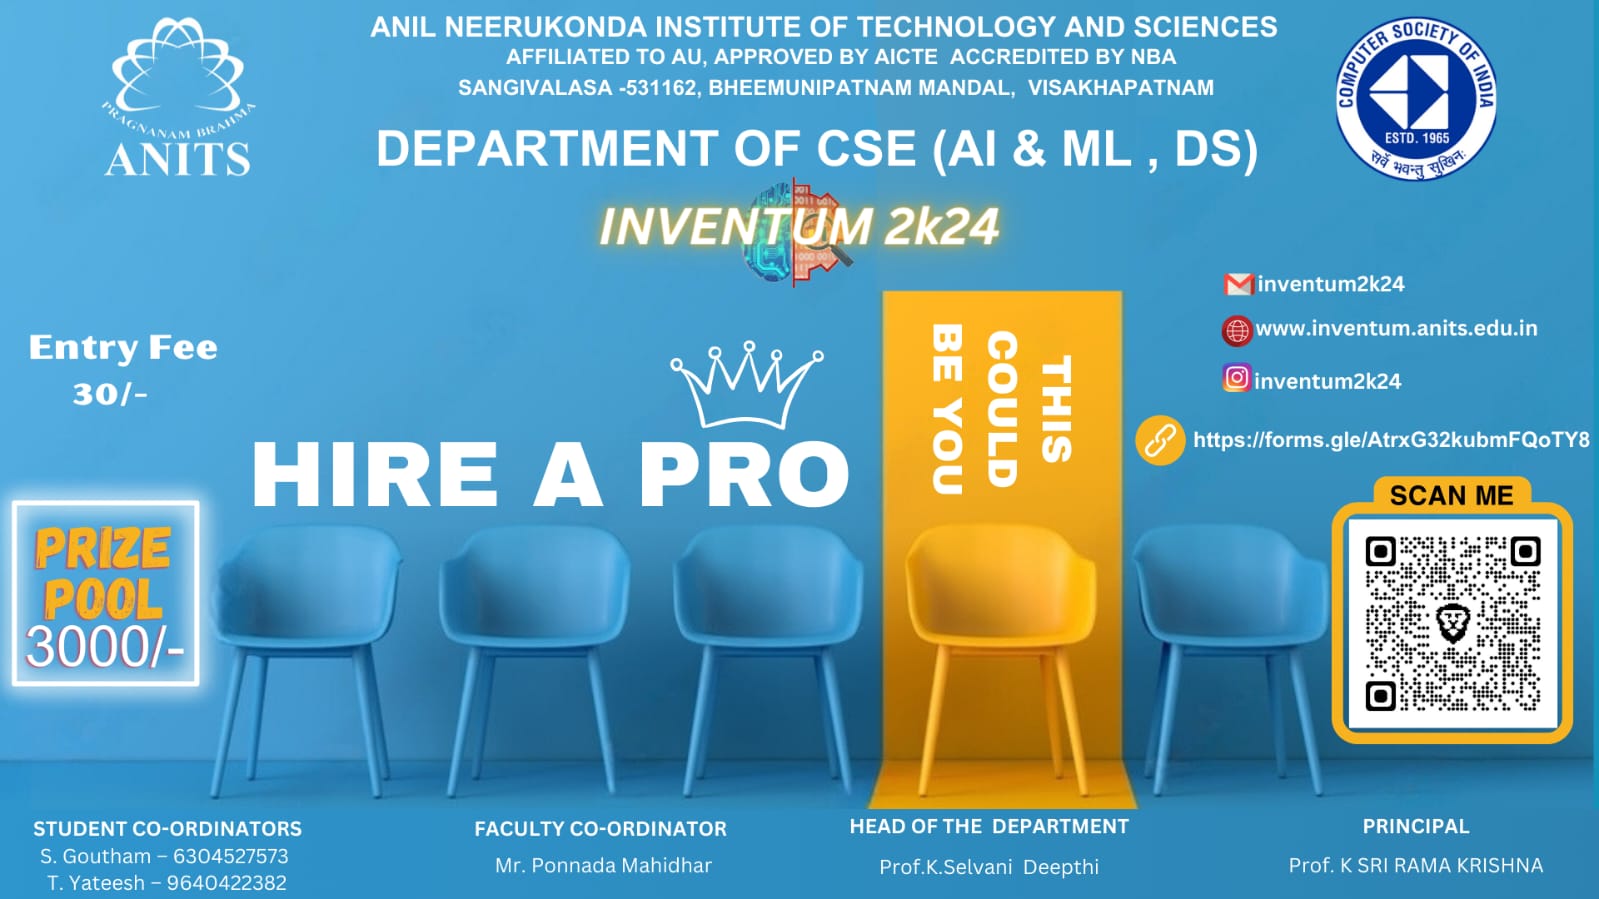 ANIL NEERUKONDA INSTITUTE OF TECHNOLOGY AND SCIENCES
AFFILIATED TO AU, APPROVED BY AICTE ACCREDITED BY NBA
SANGIVALASA -531162, BHEEMUNIPATNAM MANDAL, VISAKHAPATNAM
PRAGNANAM BRAHMA
ANITS
COMPUTER SOCIETY OF INDIA
ESTD. 1965
सर्वे भवन्तु सुखिनः
DEPARTMENT OF CSE (AI & ML , DS)
INVENTUM 2k24
inventum2k24
www.inventum.anits.edu.in
inventum2k24
https://forms.gle/AtrxG32kubmFQoTY8
Entry Fee
30/-
HIRE A PRO
THIS
COULD
BE YOU
SCAN ME
PRIZE
POOL
3000/-
STUDENT CO-ORDINATORS
S. Goutham – 6304527573
T. Yateesh – 9640422382
FACULTY CO-ORDINATOR
Mr. Ponnada Mahidhar
HEAD OF THE DEPARTMENT
Prof.K.Selvani Deepthi
PRINCIPAL
Prof. K SRI RAMA KRISHNA